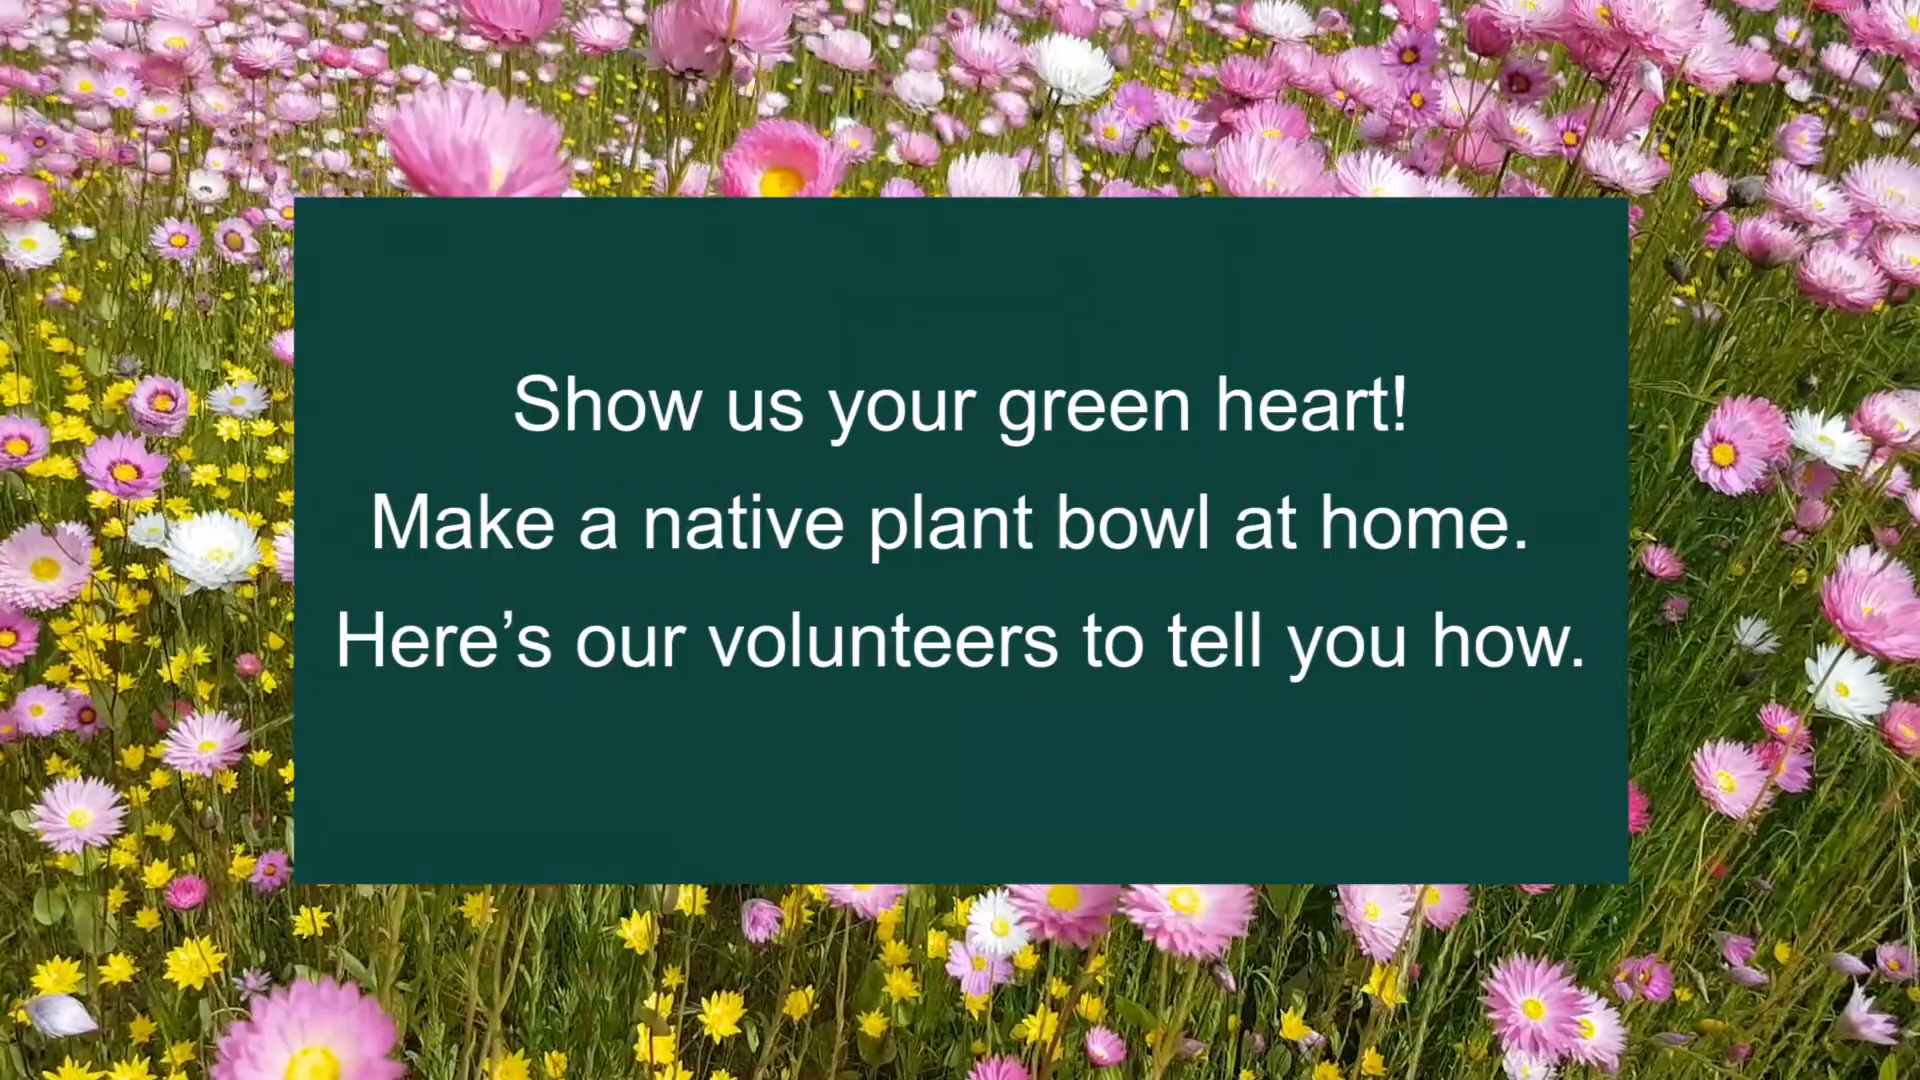 Show us your green heart!
Make a native plant bowl at home.
Here’s our volunteers to tell you how.